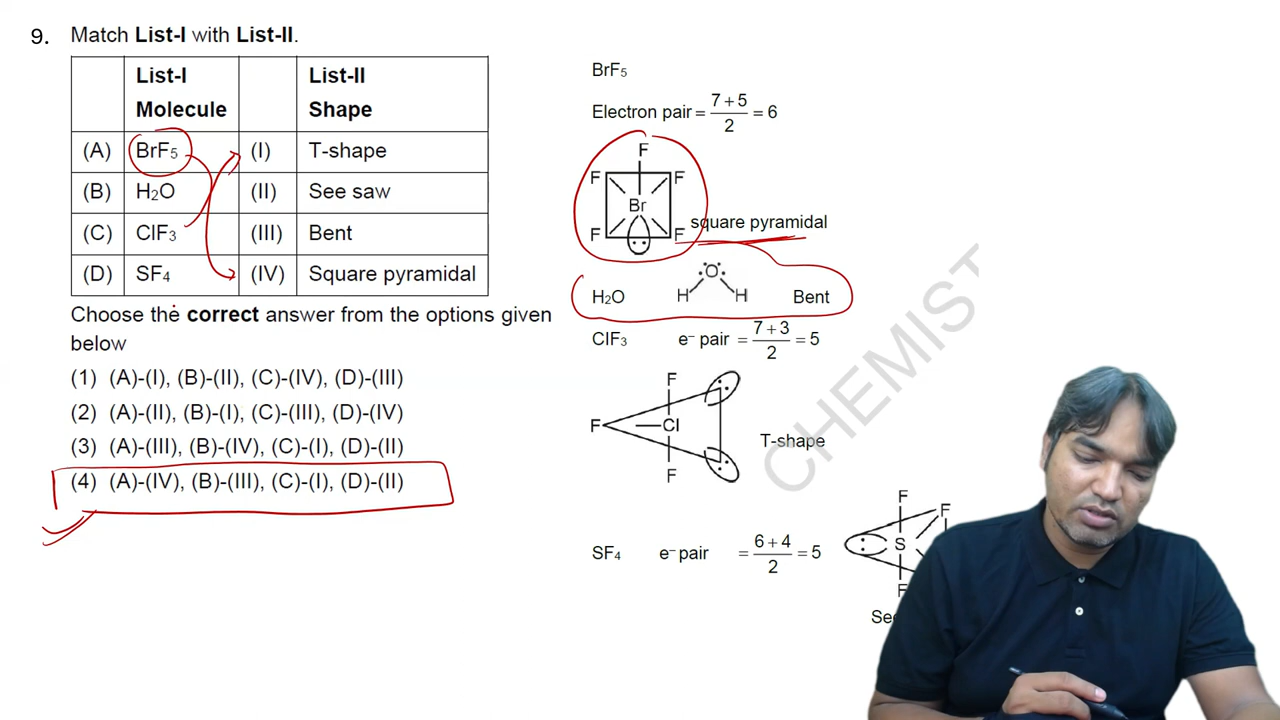 9. Match List-I with List-II.
List-I Molecule List-II Shape
(A) BrF5 (I) T-shape
(B) H2O (II) See saw
(C) ClF3 (III) Bent
(D) SF4 (IV) Square pyramidal
Choose the correct answer from the options given
below
(1) (A)-(I), (B)-(II), (C)-(IV), (D)-(III)
(2) (A)-(II), (B)-(I), (C)-(III), (D)-(IV)
(3) (A)-(III), (B)-(IV), (C)-(I), (D)-(II)
(4) (A)-(IV), (B)-(III), (C)-(I), (D)-(II)
BrF5
Electron pair = 7 + 5 / 2 = 6
F
F F
Br
F F
square pyramidal
O
H2O H H Bent
ClF3 e– pair = 7 + 3 / 2 = 5
F
F Cl
F
T-shape
SF4 e– pair = 6 + 4 / 2 = 5
F
F
S
F
CHEMIST